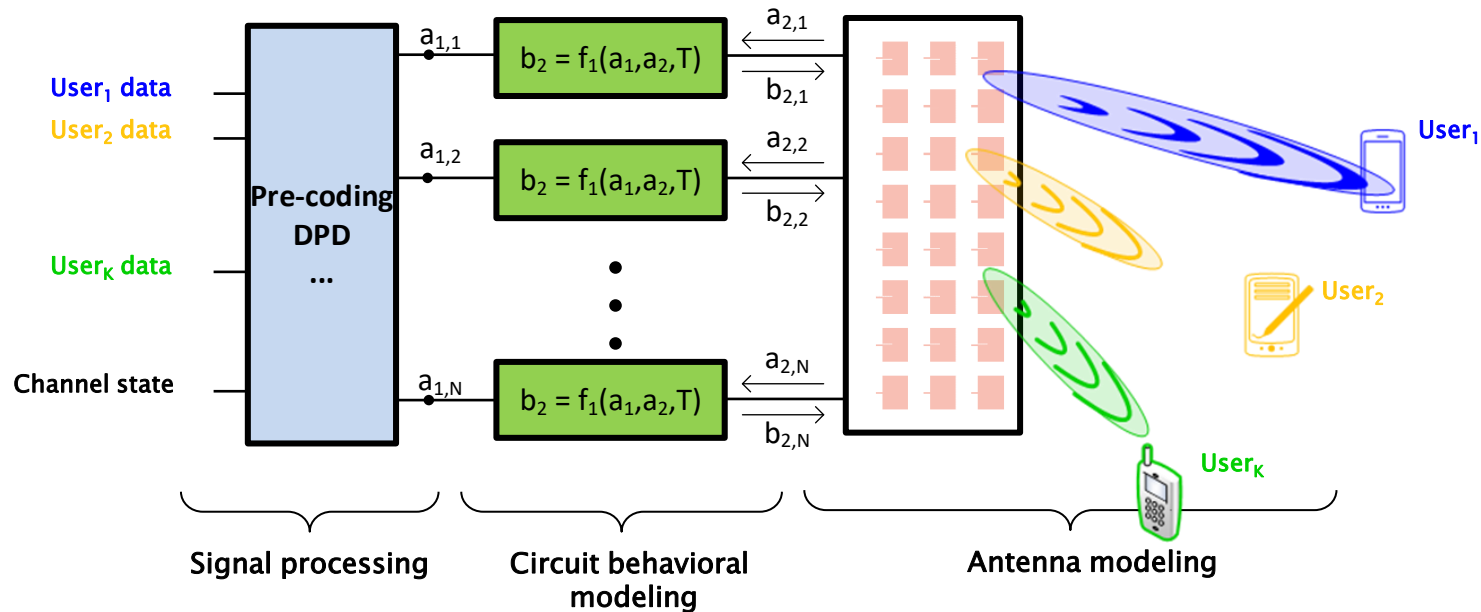 User₁ data
User₂ data
User_K data
Channel state
Pre-coding
DPD
...
a₁,₁
a₁,₂
a₁,N
b₂ = f₁(a₁,a₂,T)
b₂ = f₁(a₁,a₂,T)
b₂ = f₁(a₁,a₂,T)
a₂,₁
b₂,₁
a₂,₂
b₂,₂
a₂,N
b₂,N
User₁
User₂
User_K
Signal processing
Circuit behavioral
modeling
Antenna modeling